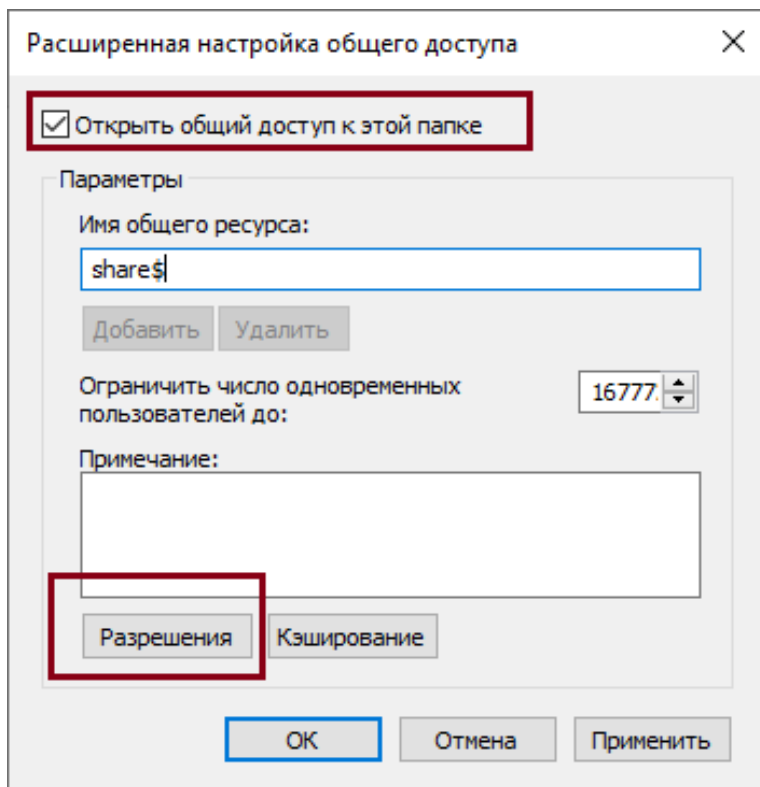 Расширенная настройка общего доступа
Открыть общий доступ к этой папке
Параметры
Имя общего ресурса:
share$
Добавить Удалить
Ограничить число одновременных 16777
пользователей до:
Примечание:
Разрешения Кэширование
ОК Отмена Применить